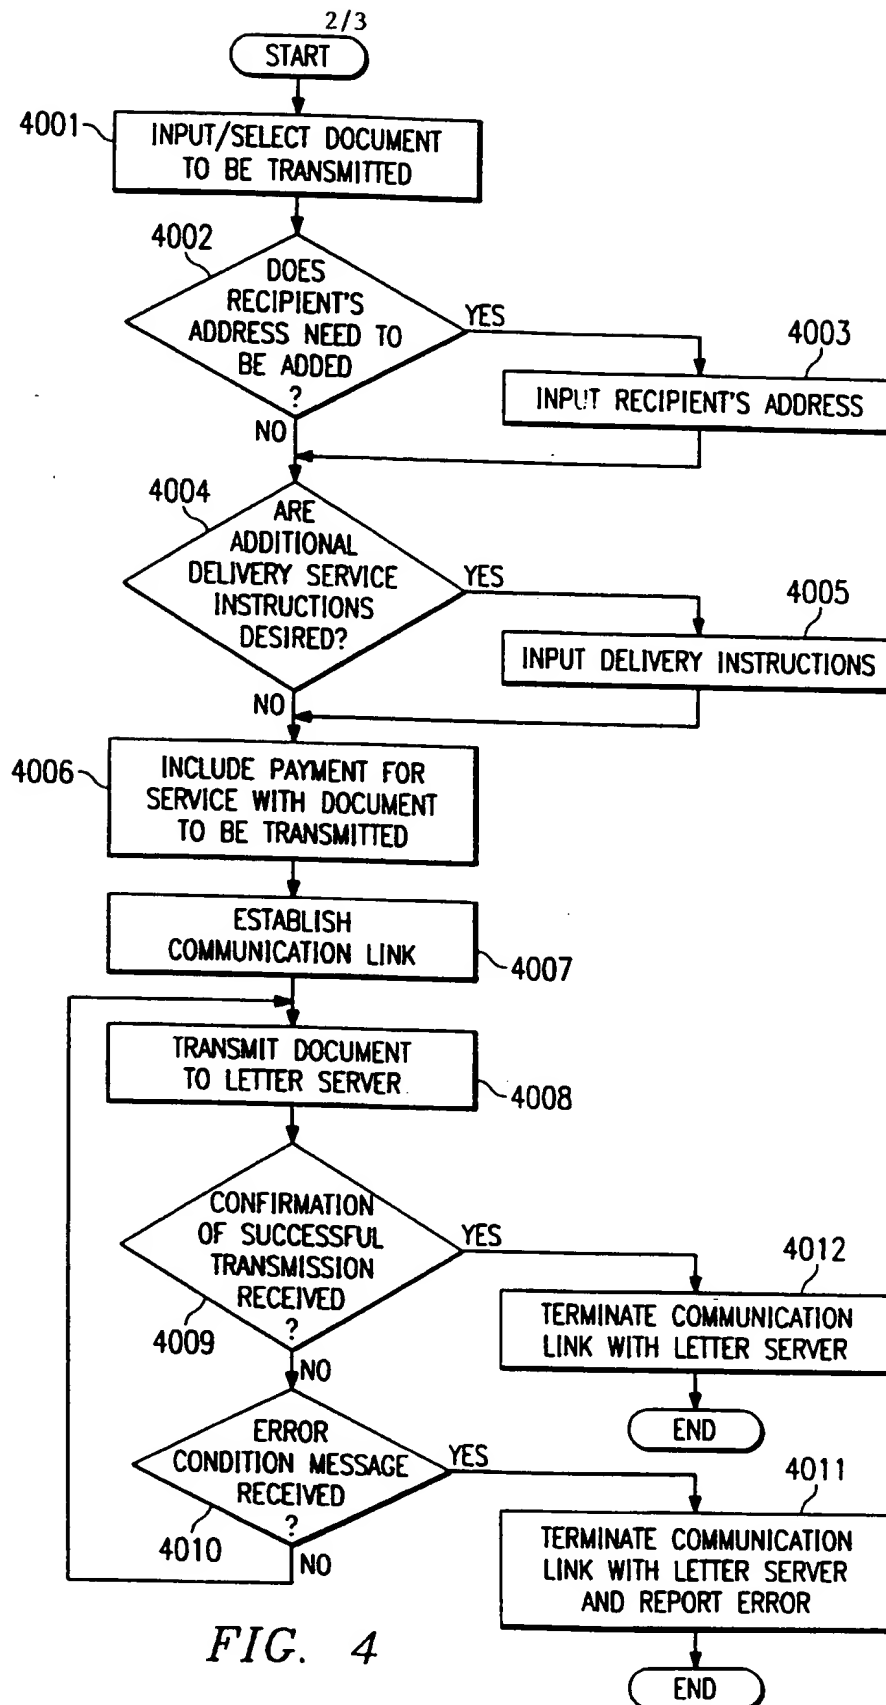 2/3
START
4001
INPUT/SELECT DOCUMENT
TO BE TRANSMITTED
4002
DOES
RECIPIENT'S
ADDRESS NEED TO
BE ADDED
?
YES
NO
4003
INPUT RECIPIENT'S ADDRESS
4004
ARE
ADDITIONAL
DELIVERY SERVICE
INSTRUCTIONS
DESIRED?
YES
NO
4005
INPUT DELIVERY INSTRUCTIONS
4006
INCLUDE PAYMENT FOR
SERVICE WITH DOCUMENT
TO BE TRANSMITTED
ESTABLISH
COMMUNICATION LINK
4007
TRANSMIT DOCUMENT
TO LETTER SERVER
4008
CONFIRMATION
OF SUCCESSFUL
TRANSMISSION
RECEIVED
?
4009
YES
NO
4012
TERMINATE COMMUNICATION
LINK WITH LETTER SERVER
END
ERROR
CONDITION MESSAGE
RECEIVED
?
4010
YES
NO
4011
TERMINATE COMMUNICATION
LINK WITH LETTER SERVER
AND REPORT ERROR
END
FIG. 4